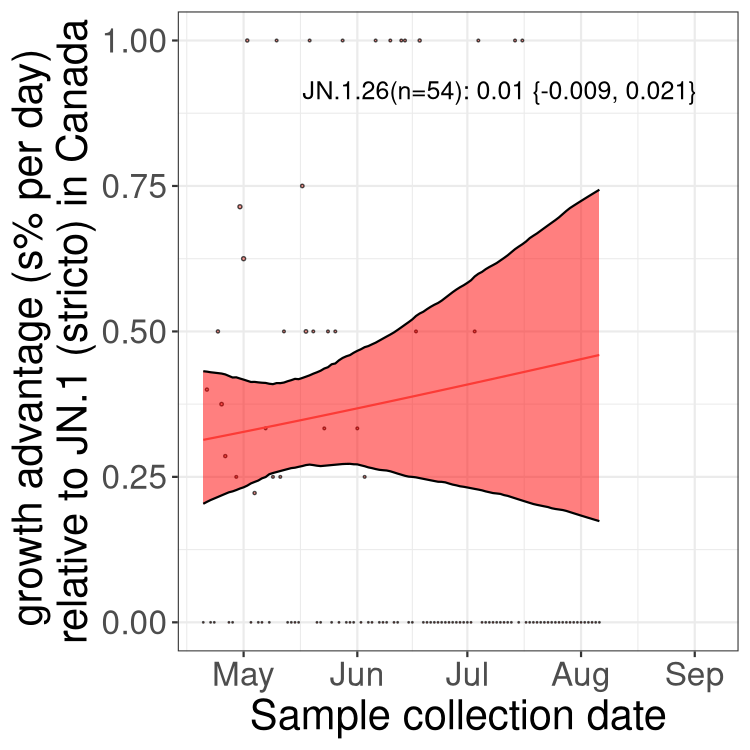 growth advantage (s% per day)
relative to JN.1 (stricto) in Canada
1.00
0.75
0.50
0.25
0.00
JN.1.26(n=54): 0.01 {-0.009, 0.021}
May Jun Jul Aug Sep
Sample collection date